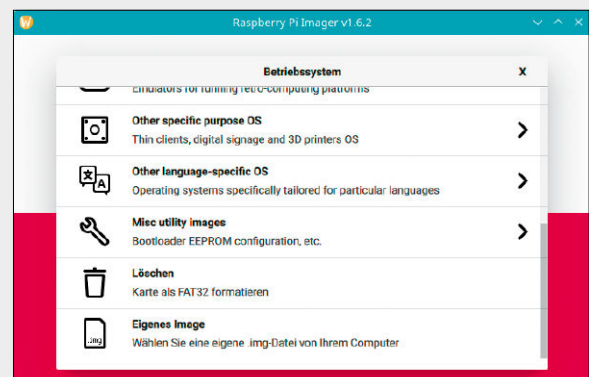 Raspberry Pi Imager v1.6.2
Betriebssystem X
Emulators for running retro-computing platforms
Other specific purpose OS
Thin clients, digital signage and 3D printers OS
Other language-specific OS
Operating systems specifically tailored for particular languages
Misc utility images
Bootloader EEPROM configuration, etc.
Löschen
Karte als FAT32 formatieren
Eigenes Image
.img
Wählen Sie eine eigene .img-Datei von Ihrem Computer